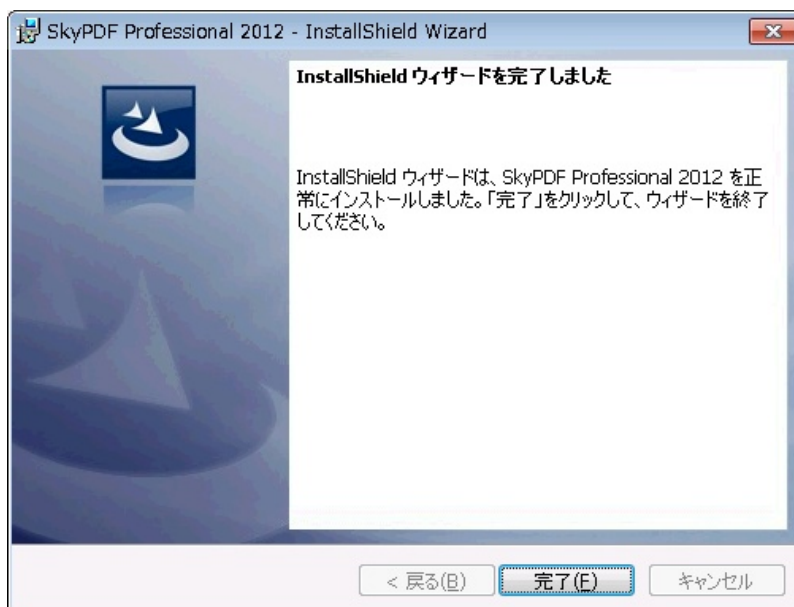 SkyPDF Professional 2012 - InstallShield Wizard
InstallShield ウィザードを完了しました
InstallShield ウィザードは、SkyPDF Professional 2012 を正
常にインストールしました。「完了」をクリックして、ウィザードを終了
してください。
< 戻る(B)
完了(F)
キャンセル